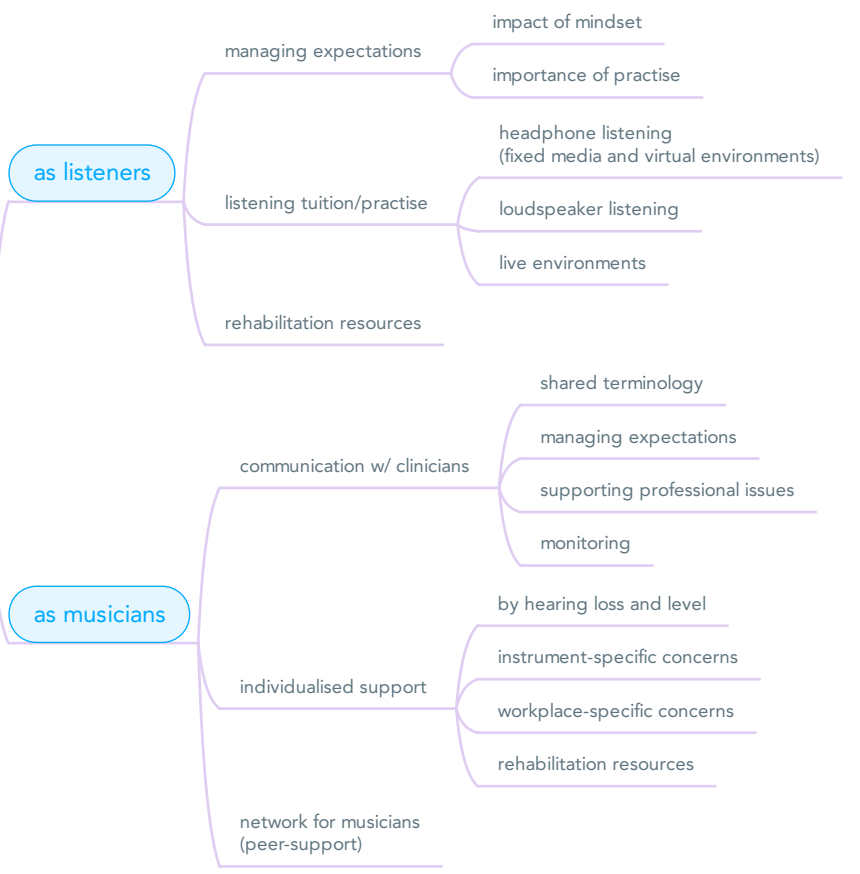 as listeners
managing expectations
impact of mindset
importance of practise
listening tuition/practise
headphone listening
(fixed media and virtual environments)
loudspeaker listening
live environments
rehabilitation resources
as musicians
communication w/ clinicians
shared terminology
managing expectations
supporting professional issues
monitoring
individualised support
by hearing loss and level
instrument-specific concerns
workplace-specific concerns
rehabilitation resources
network for musicians
(peer-support)